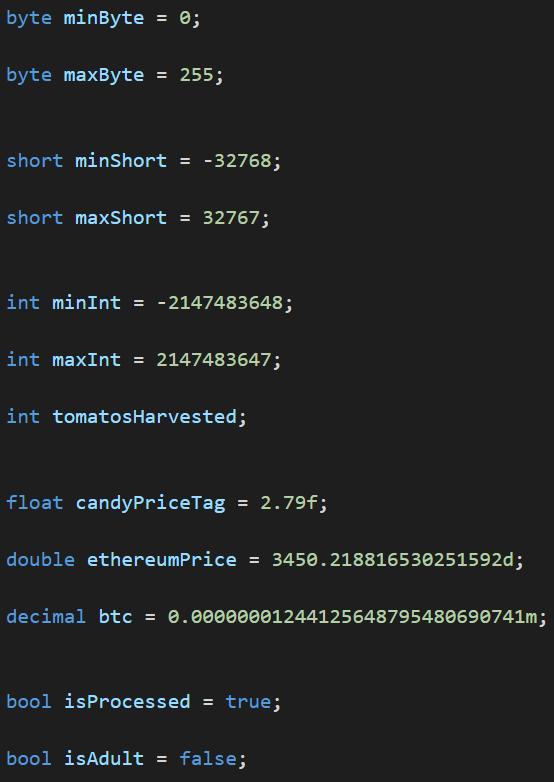 byte minByte = 0;
byte maxByte = 255;
short minShort = -32768;
short maxShort = 32767;
int minInt = -2147483648;
int maxInt = 2147483647;
int tomatosHarvested;
float candyPriceTag = 2.79f;
double ethereumPrice = 3450.218816530251592d;
decimal btc = 0.00000001244125648795480690741m;
bool isProcessed = true;
bool isAdult = false;